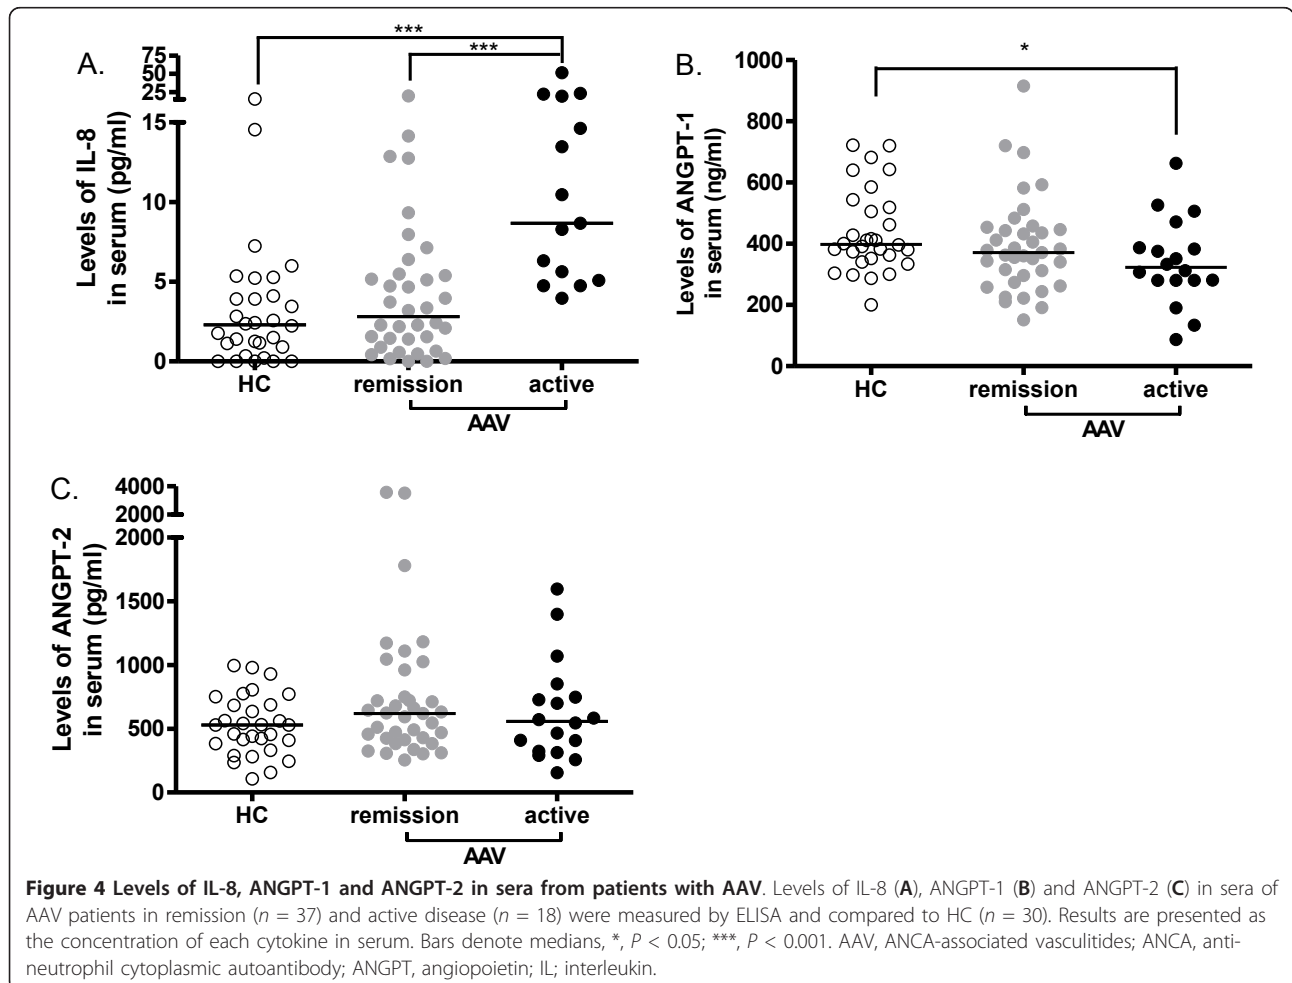 A.
***
***
75
50
25
15
10
5
0
Levels of IL-8
in serum (pg/ml)
HC remission active
AAV
B.
*
1000
800
600
400
200
0
Levels of ANGPT-1
in serum (ng/ml)
HC remission active
AAV
C.
4000
2000
2000
1500
1000
500
0
Levels of ANGPT-2
in serum (pg/ml)
HC remission active
AAV
Figure 4 Levels of IL-8, ANGPT-1 and ANGPT-2 in sera from patients with AAV. Levels of IL-8 (A), ANGPT-1 (B) and ANGPT-2 (C) in sera of
AAV patients in remission (n = 37) and active disease (n = 18) were measured by ELISA and compared to HC (n = 30). Results are presented as
the concentration of each cytokine in serum. Bars denote medians, *, P < 0.05; ***, P < 0.001. AAV, ANCA-associated vasculitides; ANCA, anti-
neutrophil cytoplasmic autoantibody; ANGPT, angiopoietin; IL; interleukin.